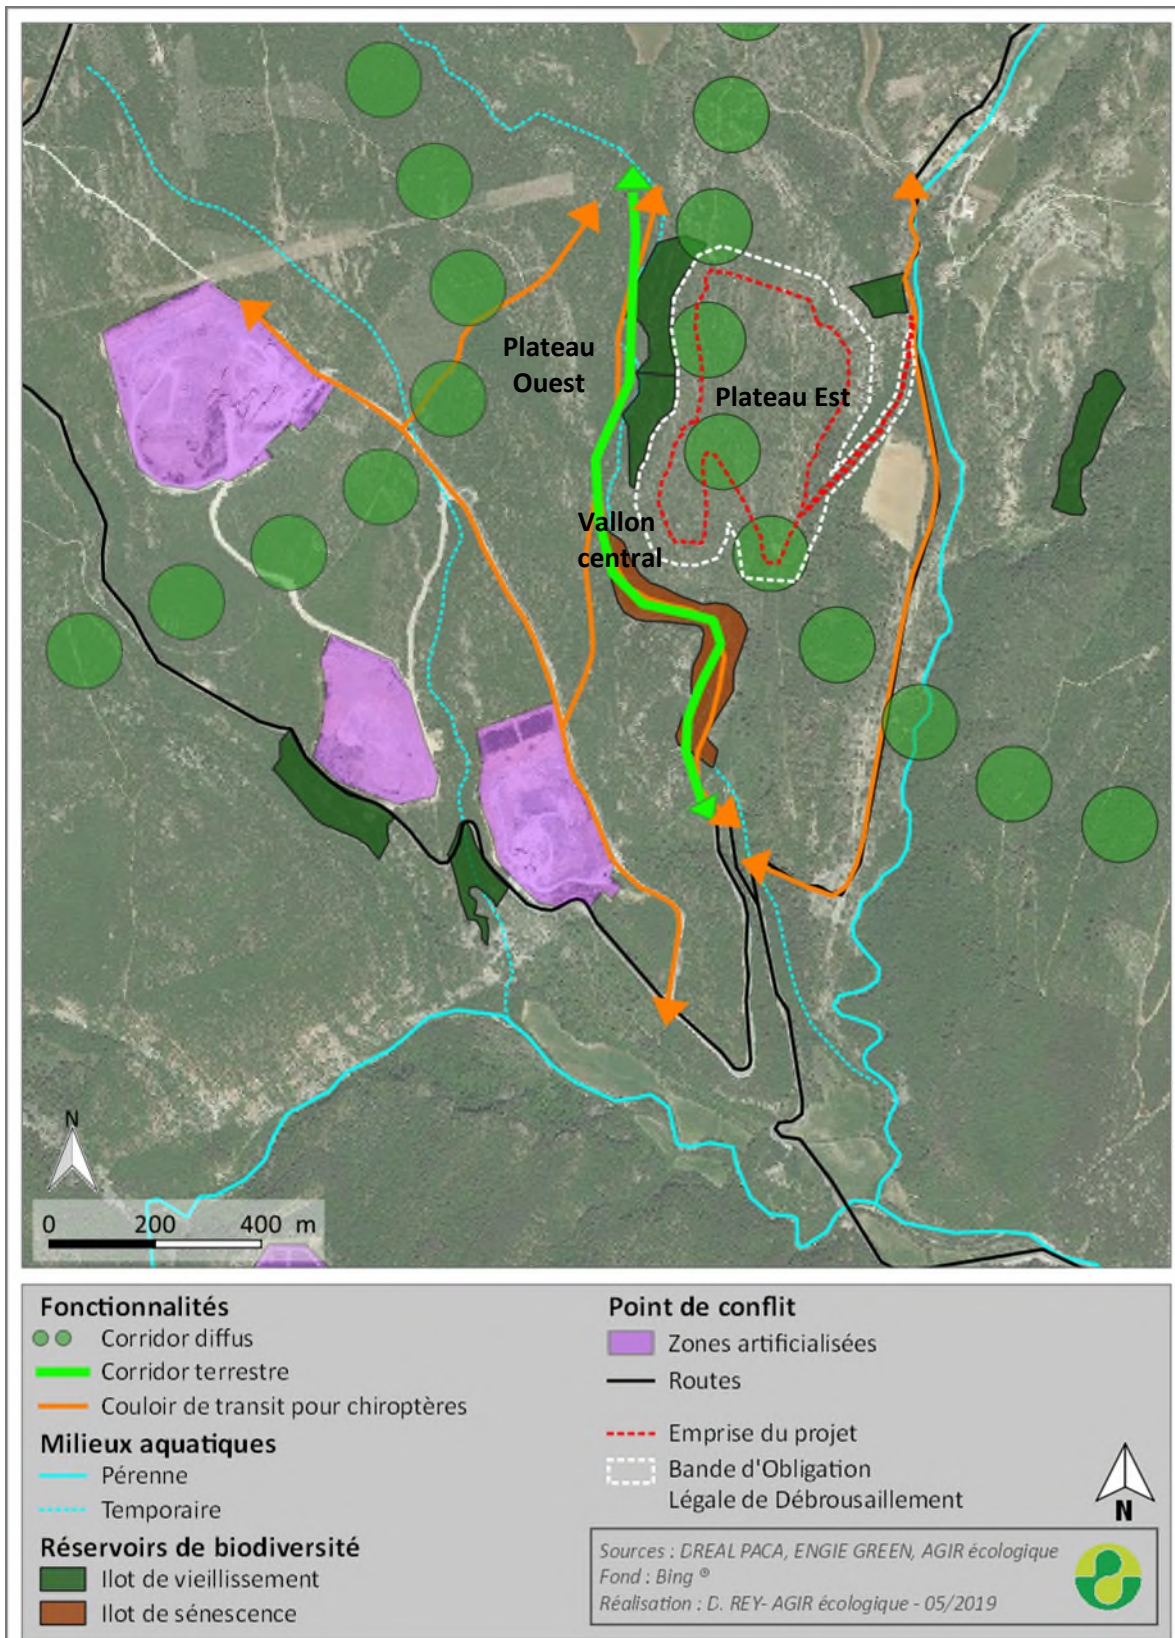 Plateau
Ouest
Plateau Est
Vallon
central
N
0 200 400 m
Fonctionnalités
Corridor diffus
Corridor terrestre
Couloir de transit pour chiroptères
Milieux aquatiques
Pérenne
Temporaire
Réservoirs de biodiversité
Ilot de vieillissement
Ilot de sénescence
Point de conflit
Zones artificialisées
Routes
Emprise du projet
Bande d'Obligation
Légale de Débrousaillement
N
Sources : DREAL PACA, ENGIE GREEN, AGIR écologique
Fond : Bing ®
Réalisation : D. REY- AGIR écologique - 05/2019